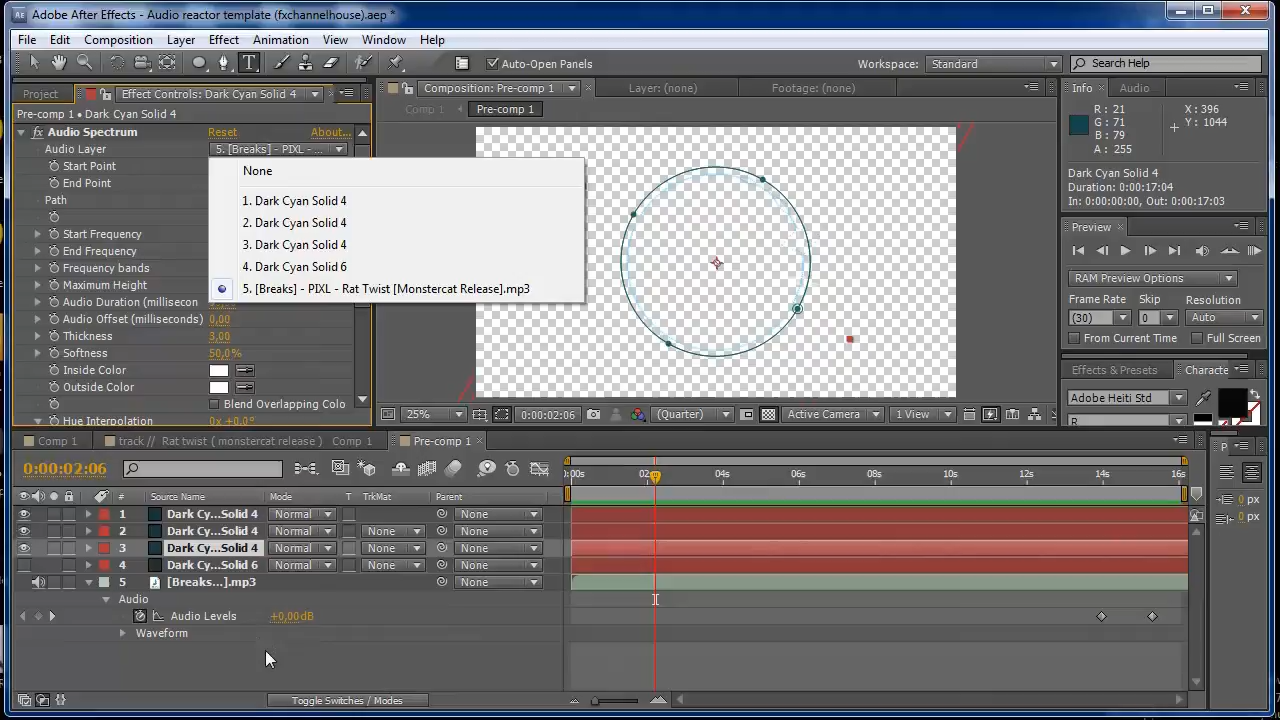 Adobe After Effects - Audio reactor template (fxchannelhouse).aep *
File Edit Composition Layer Effect Animation View Window Help
Auto-Open Panels
Workspace: Standard
Search Help
Project
Effect Controls: Dark Cyan Solid 4
Pre-comp 1 • Dark Cyan Solid 4
fx Audio Spectrum Reset About...
Audio Layer 5. [Breaks] - PIXL - ...
Start Point
End Point
Path
Start Frequency
End Frequency
Frequency bands
Maximum Height
Audio Duration (millisecon
Audio Offset (milliseconds) 0,00
Thickness 3,00
Softness 50,0%
Inside Color
Outside Color
Blend Overlapping Colo
Hue Interpolation 0x +0,0°
None
1. Dark Cyan Solid 4
2. Dark Cyan Solid 4
3. Dark Cyan Solid 4
4. Dark Cyan Solid 6
5. [Breaks] - PIXL - Rat Twist [Monstercat Release].mp3
Composition: Pre-comp 1
Layer: (none)
Footage: (none)
Comp 1 Pre-comp 1
25% 0:00:02:06 (Quarter) Active Camera 1 View
Info Audio
R : 21
G : 71
B : 79
A : 255
X : 396
Y : 1044
Dark Cyan Solid 4
Duration: 0:00:17:04
In: 0:00:00:00, Out: 0:00:17:03
Preview
RAM Preview Options
Frame Rate Skip Resolution
(30) 0 Auto
From Current Time Full Screen
Effects & Presets Characte
Adobe Heiti Std
R
Comp 1
track // Rat twist ( monstercat release ) Comp 1
Pre-comp 1
0:00:02:06
# Source Name Mode T TrkMat Parent
1 Dark Cy...Solid 4 Normal None
2 Dark Cy...Solid 4 Normal None None
3 Dark Cy...Solid 4 Normal None None
4 Dark Cy...Solid 6 Normal None None
5 [Breaks...].mp3 None
Audio
Audio Levels +0,00dB
Waveform
Toggle Switches / Modes
:00s 02 04s 06s 08s 10s 12s 14s 16s
P
0 px
0 px